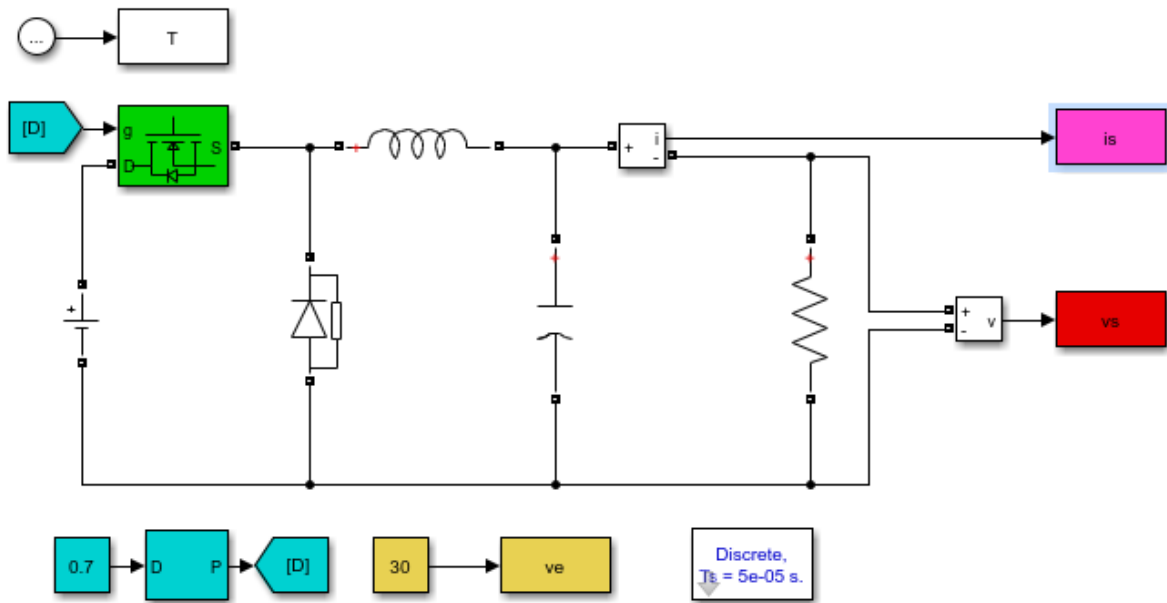 ...
T
[D]
g
D
S
+
+
i
-
is
+
+
-
v
vs
0.7
D
P
[D]
30
ve
Discrete,
Ts = 5e-05 s.